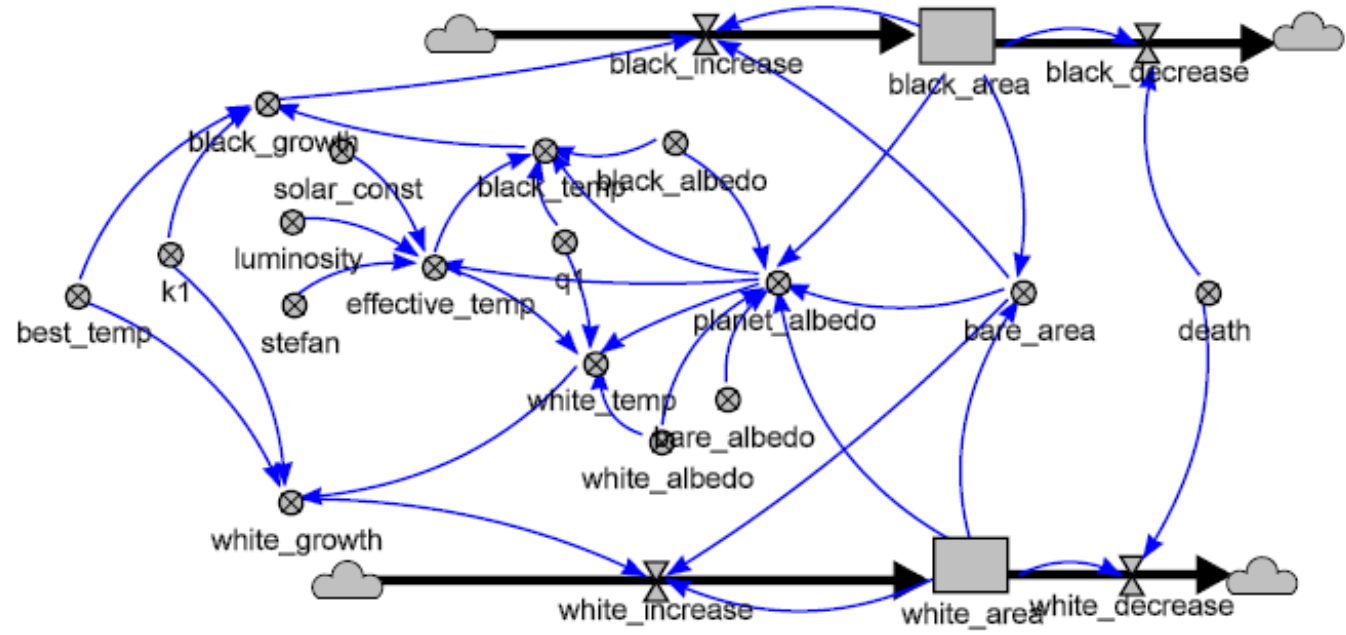 black_increase
black_area
black_decrease
black_growth
solar_const
black_temp
black_albedo
luminosity
k1
effective_temp
q1
best_temp
stefan
planet_albedo
bare_area
death
white_temp
bare_albedo
white_albedo
white_growth
white_increase
white_area
white_decrease